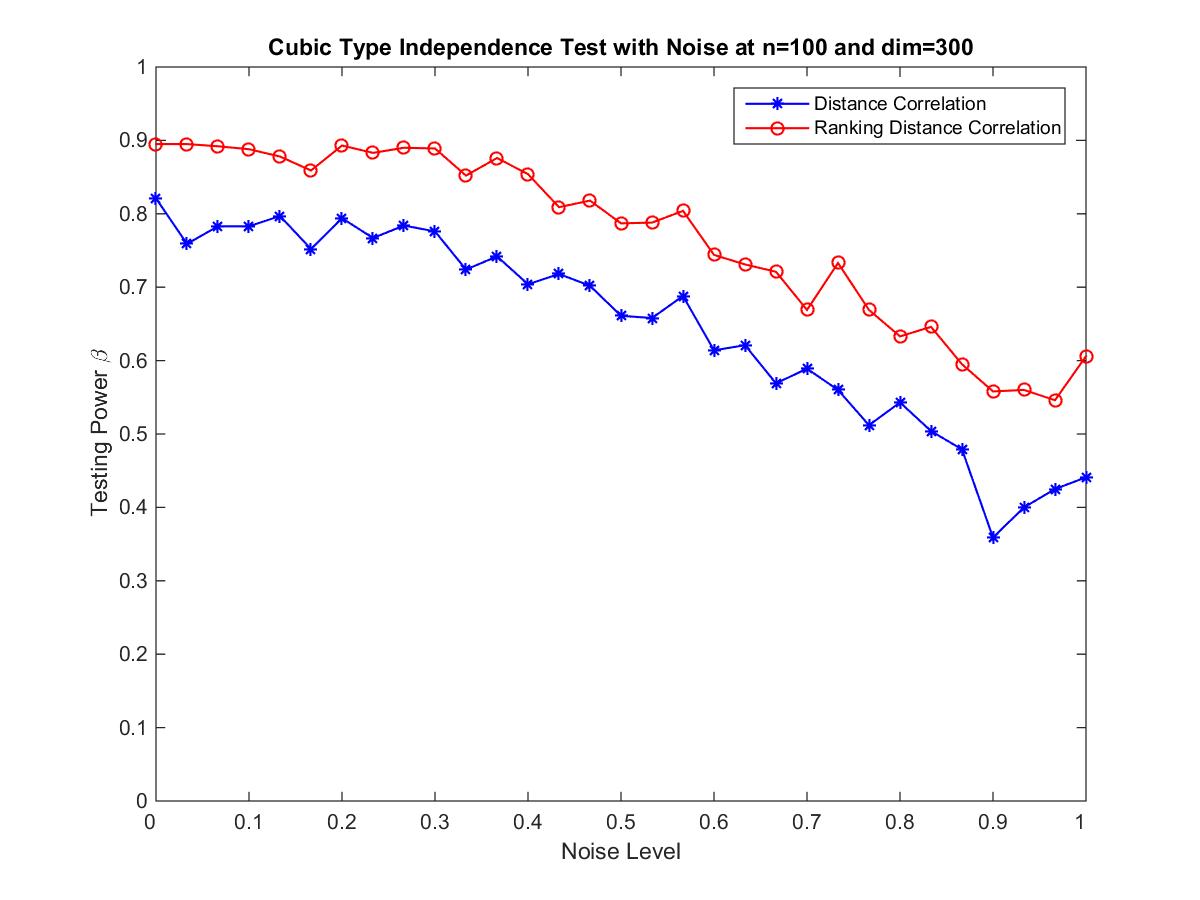 Cubic Type Independence Test with Noise at n=100 and dim=300
Distance Correlation
Ranking Distance Correlation
1
0.9
0.8
0.7
0.6
0.5
0.4
0.3
0.2
0.1
0
Testing Power β
0 0.1 0.2 0.3 0.4 0.5 0.6 0.7 0.8 0.9 1
Noise Level